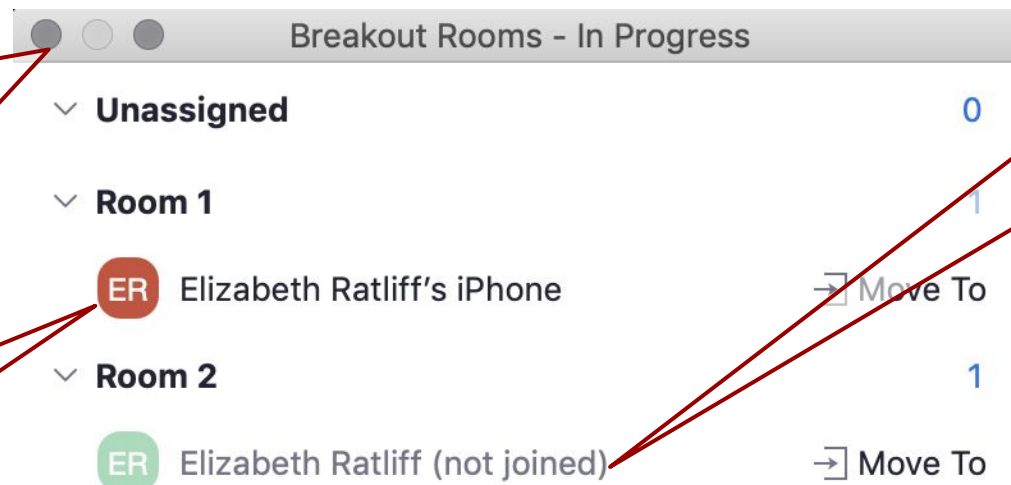 Breakout Rooms - In Progress
Unassigned 0
Room 1 1
ER Elizabeth Ratliff's iPhone Move To
Room 2 1
ER Elizabeth Ratliff (not joined) Move To